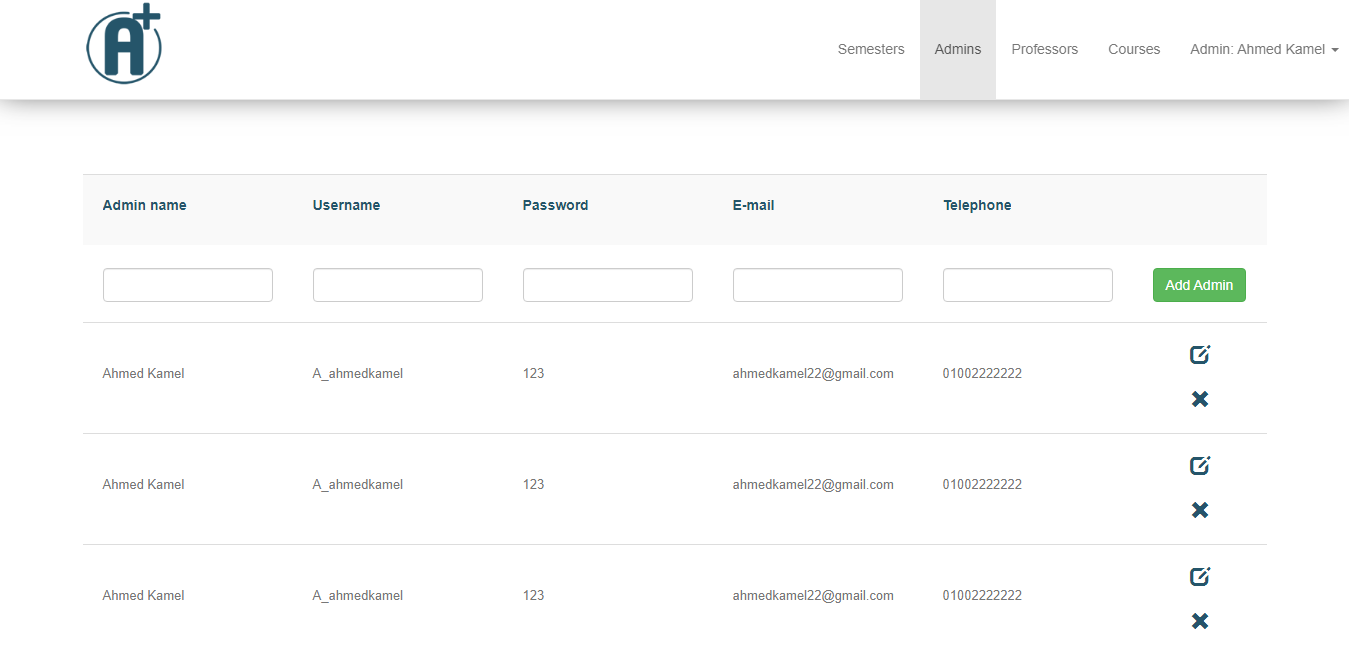 A+
Semesters Admins Professors Courses Admin: Ahmed Kamel
Admin name Username Password E-mail Telephone
Add Admin
Ahmed Kamel A_ahmedkamel 123 ahmedkamel22@gmail.com 01002222222
Ahmed Kamel A_ahmedkamel 123 ahmedkamel22@gmail.com 01002222222
Ahmed Kamel A_ahmedkamel 123 ahmedkamel22@gmail.com 01002222222